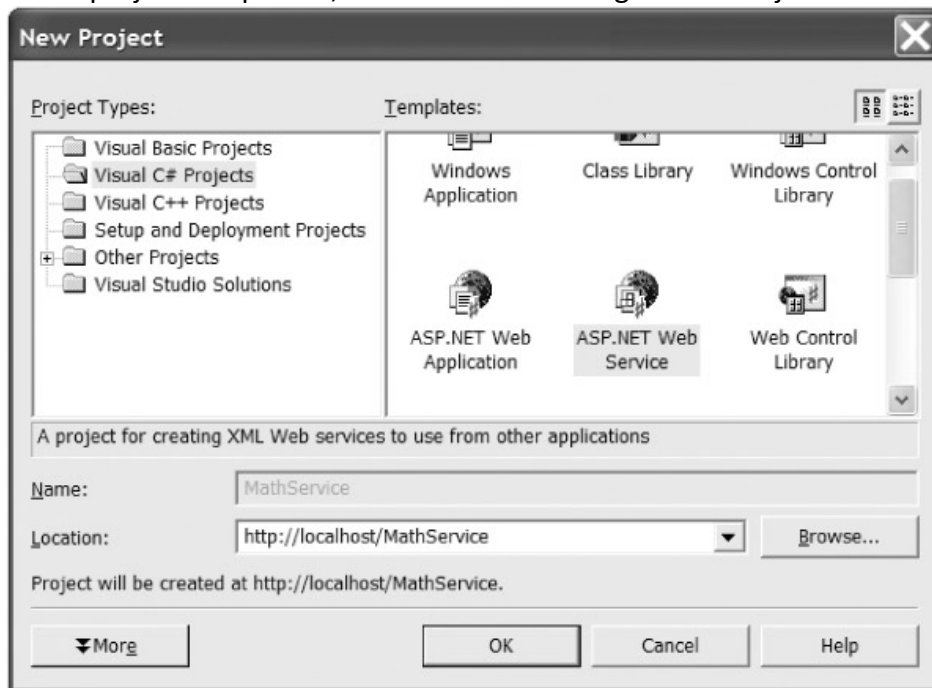 New Project
Project Types:
Templates:
Visual Basic Projects
Visual C# Projects
Visual C++ Projects
Setup and Deployment Projects
Other Projects
Visual Studio Solutions
Windows
Application
Class Library
Windows Control
Library
ASP.NET Web
Application
ASP.NET Web
Service
Web Control
Library
A project for creating XML Web services to use from other applications
Name:
MathService
Location:
http://localhost/MathService
Browse...
Project will be created at http://localhost/MathService.
More
OK
Cancel
Help